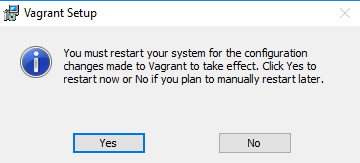 Vagrant Setup
You must restart your system for the configuration
changes made to Vagrant to take effect. Click Yes to
restart now or No if you plan to manually restart later.
Yes
No